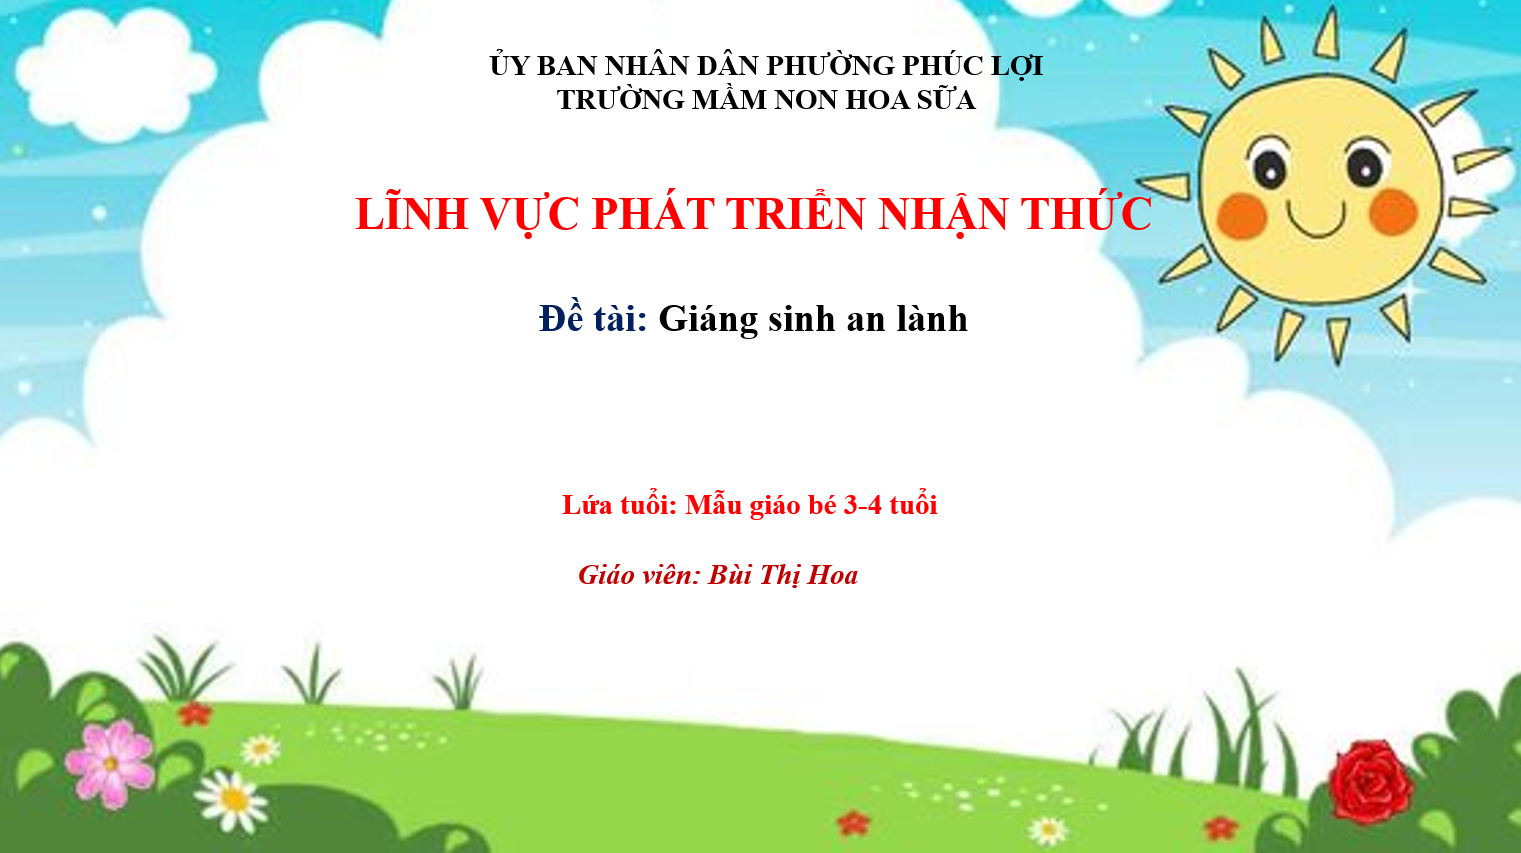 ỦY BAN NHÂN DÂN PHƯỜNG PHÚC LỢI
TRƯỜNG MẦM NON HOA SỮA
LĨNH VỰC PHÁT TRIỂN NHẬN THỨC
Đề tài: Giáng sinh an lành
Lứa tuổi: Mẫu giáo bé 3-4 tuổi
Giáo viên: Bùi Thị Hoa